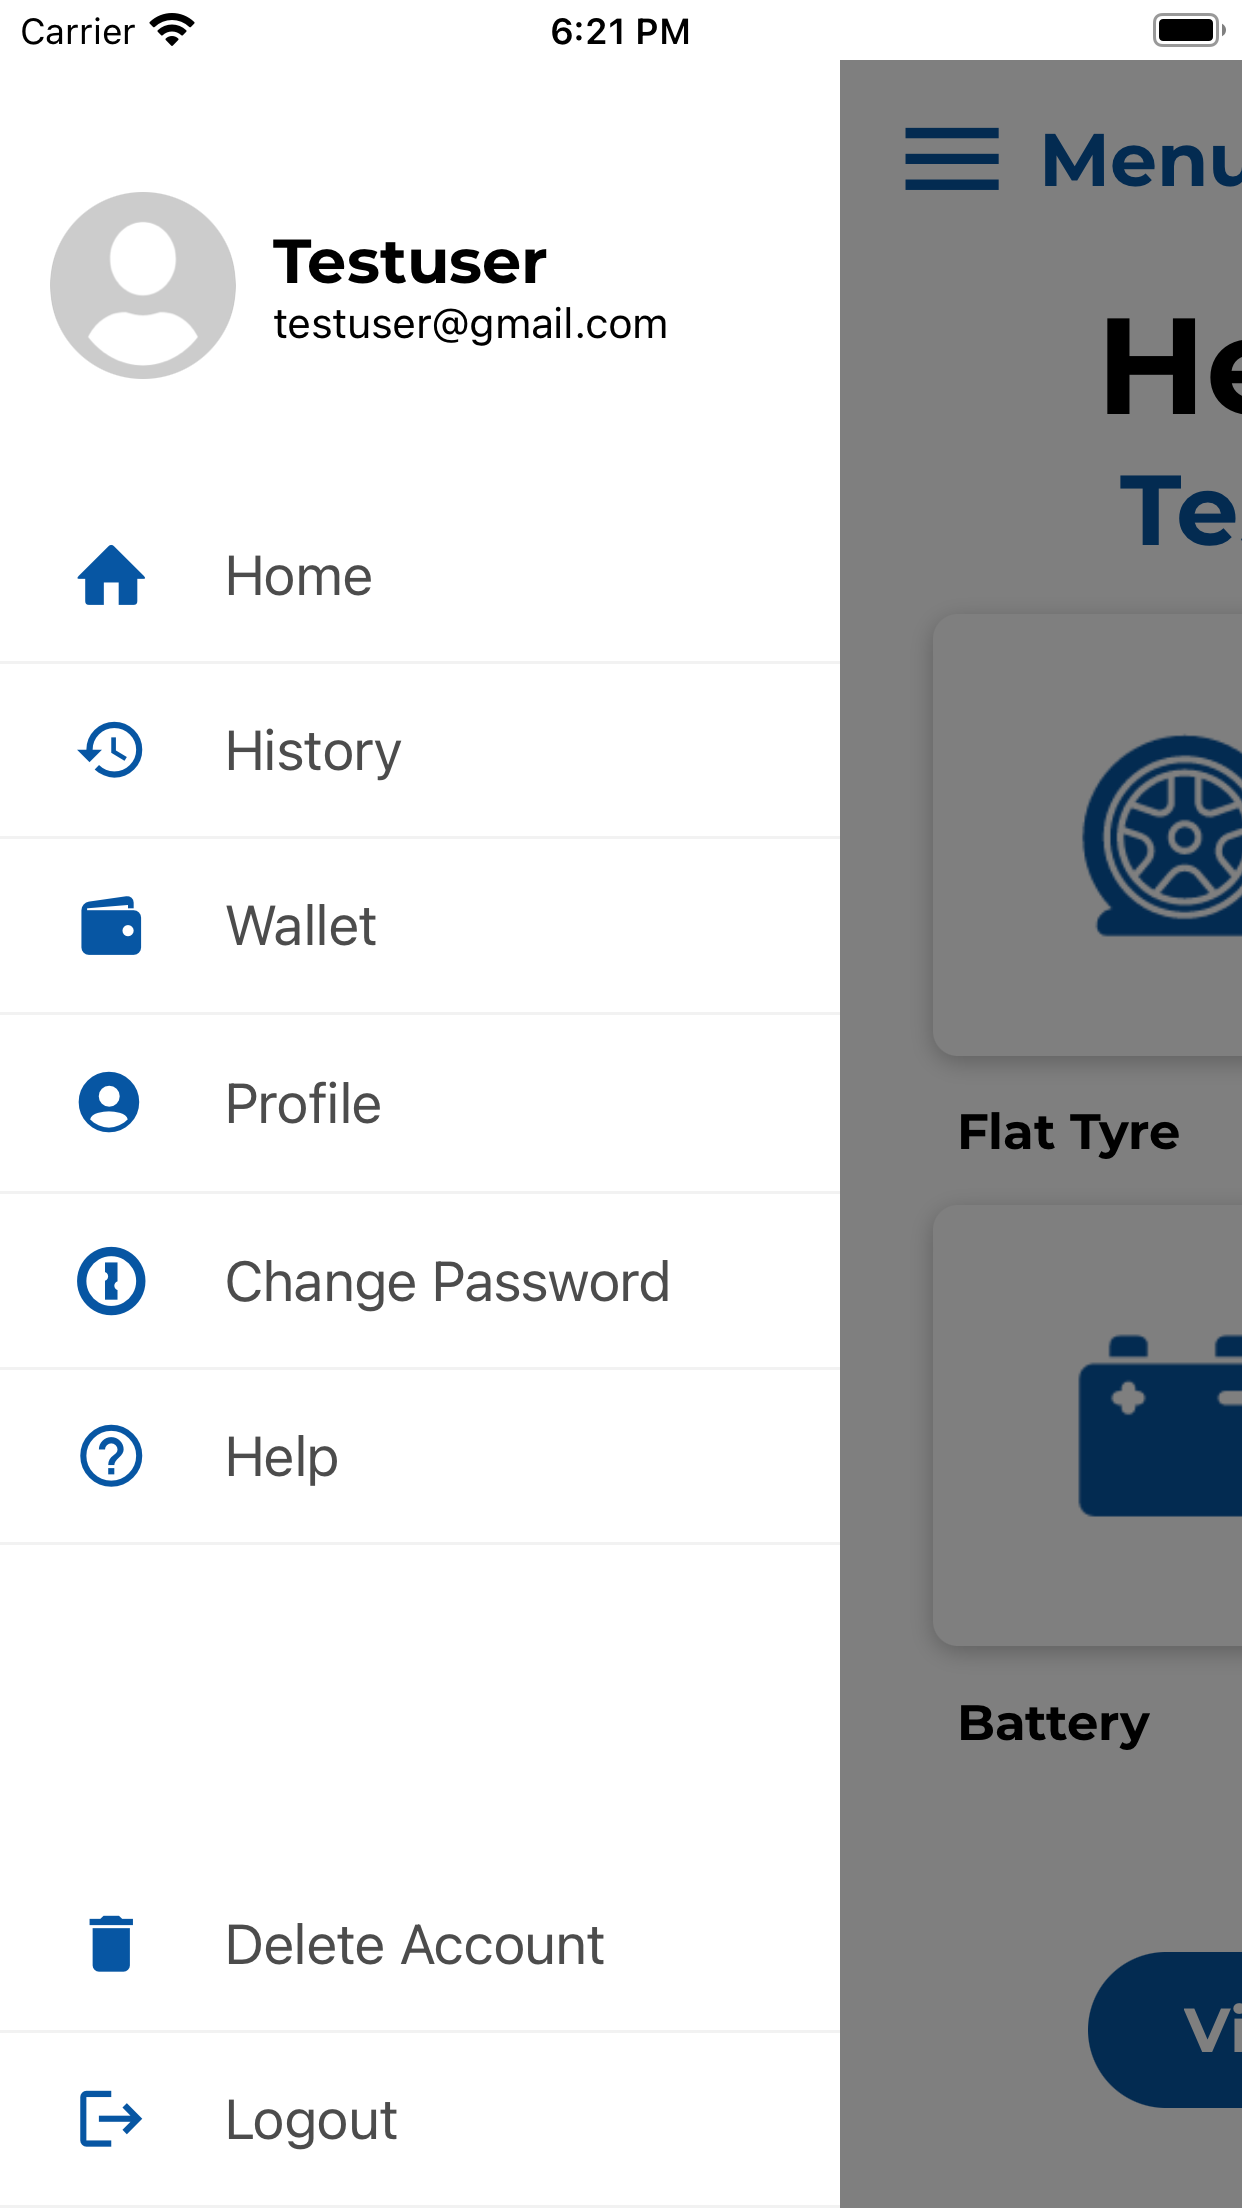 Carrier 6:21 PM
Testuser
testuser@gmail.com
Home
History
Wallet
Profile
Change Password
Help
Delete Account
Logout
Menu
Flat Tyre
Battery